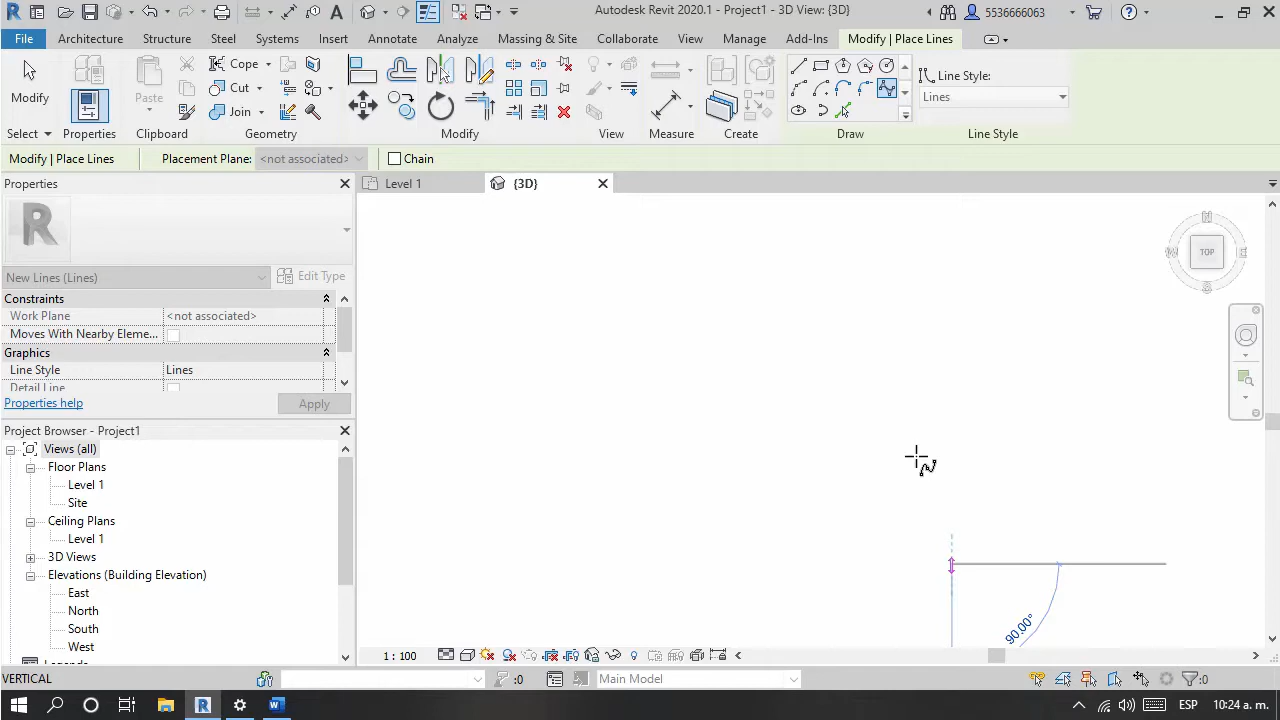 Autodesk Revit 2020.1 - Project1 - 3D View: {3D}
5536666063
File
Architecture
Structure
Steel
Systems
Insert
Annotate
Analyze
Massing & Site
Collaborate
View
Manage
Add-Ins
Modify | Place Lines
Modify
Paste
Cope
Cut
Join
Line Style:
Lines
Select
Properties
Clipboard
Geometry
Modify
View
Measure
Create
Draw
Line Style
Modify | Place Lines
Placement Plane:
<not associated>
Chain
Properties
Level 1
{3D}
R
TOP
New Lines (Lines)
Edit Type
Constraints
Work Plane
<not associated>
Moves With Nearby Eleme...
Graphics
Line Style
Lines
Detail Line
Properties help
Apply
Project Browser - Project1
Views (all)
Floor Plans
Level 1
Site
Ceiling Plans
Level 1
3D Views
Elevations (Building Elevation)
East
North
South
West
90.00°
1 : 100
VERTICAL
:0
Main Model
:0
ESP
10:24 a. m.